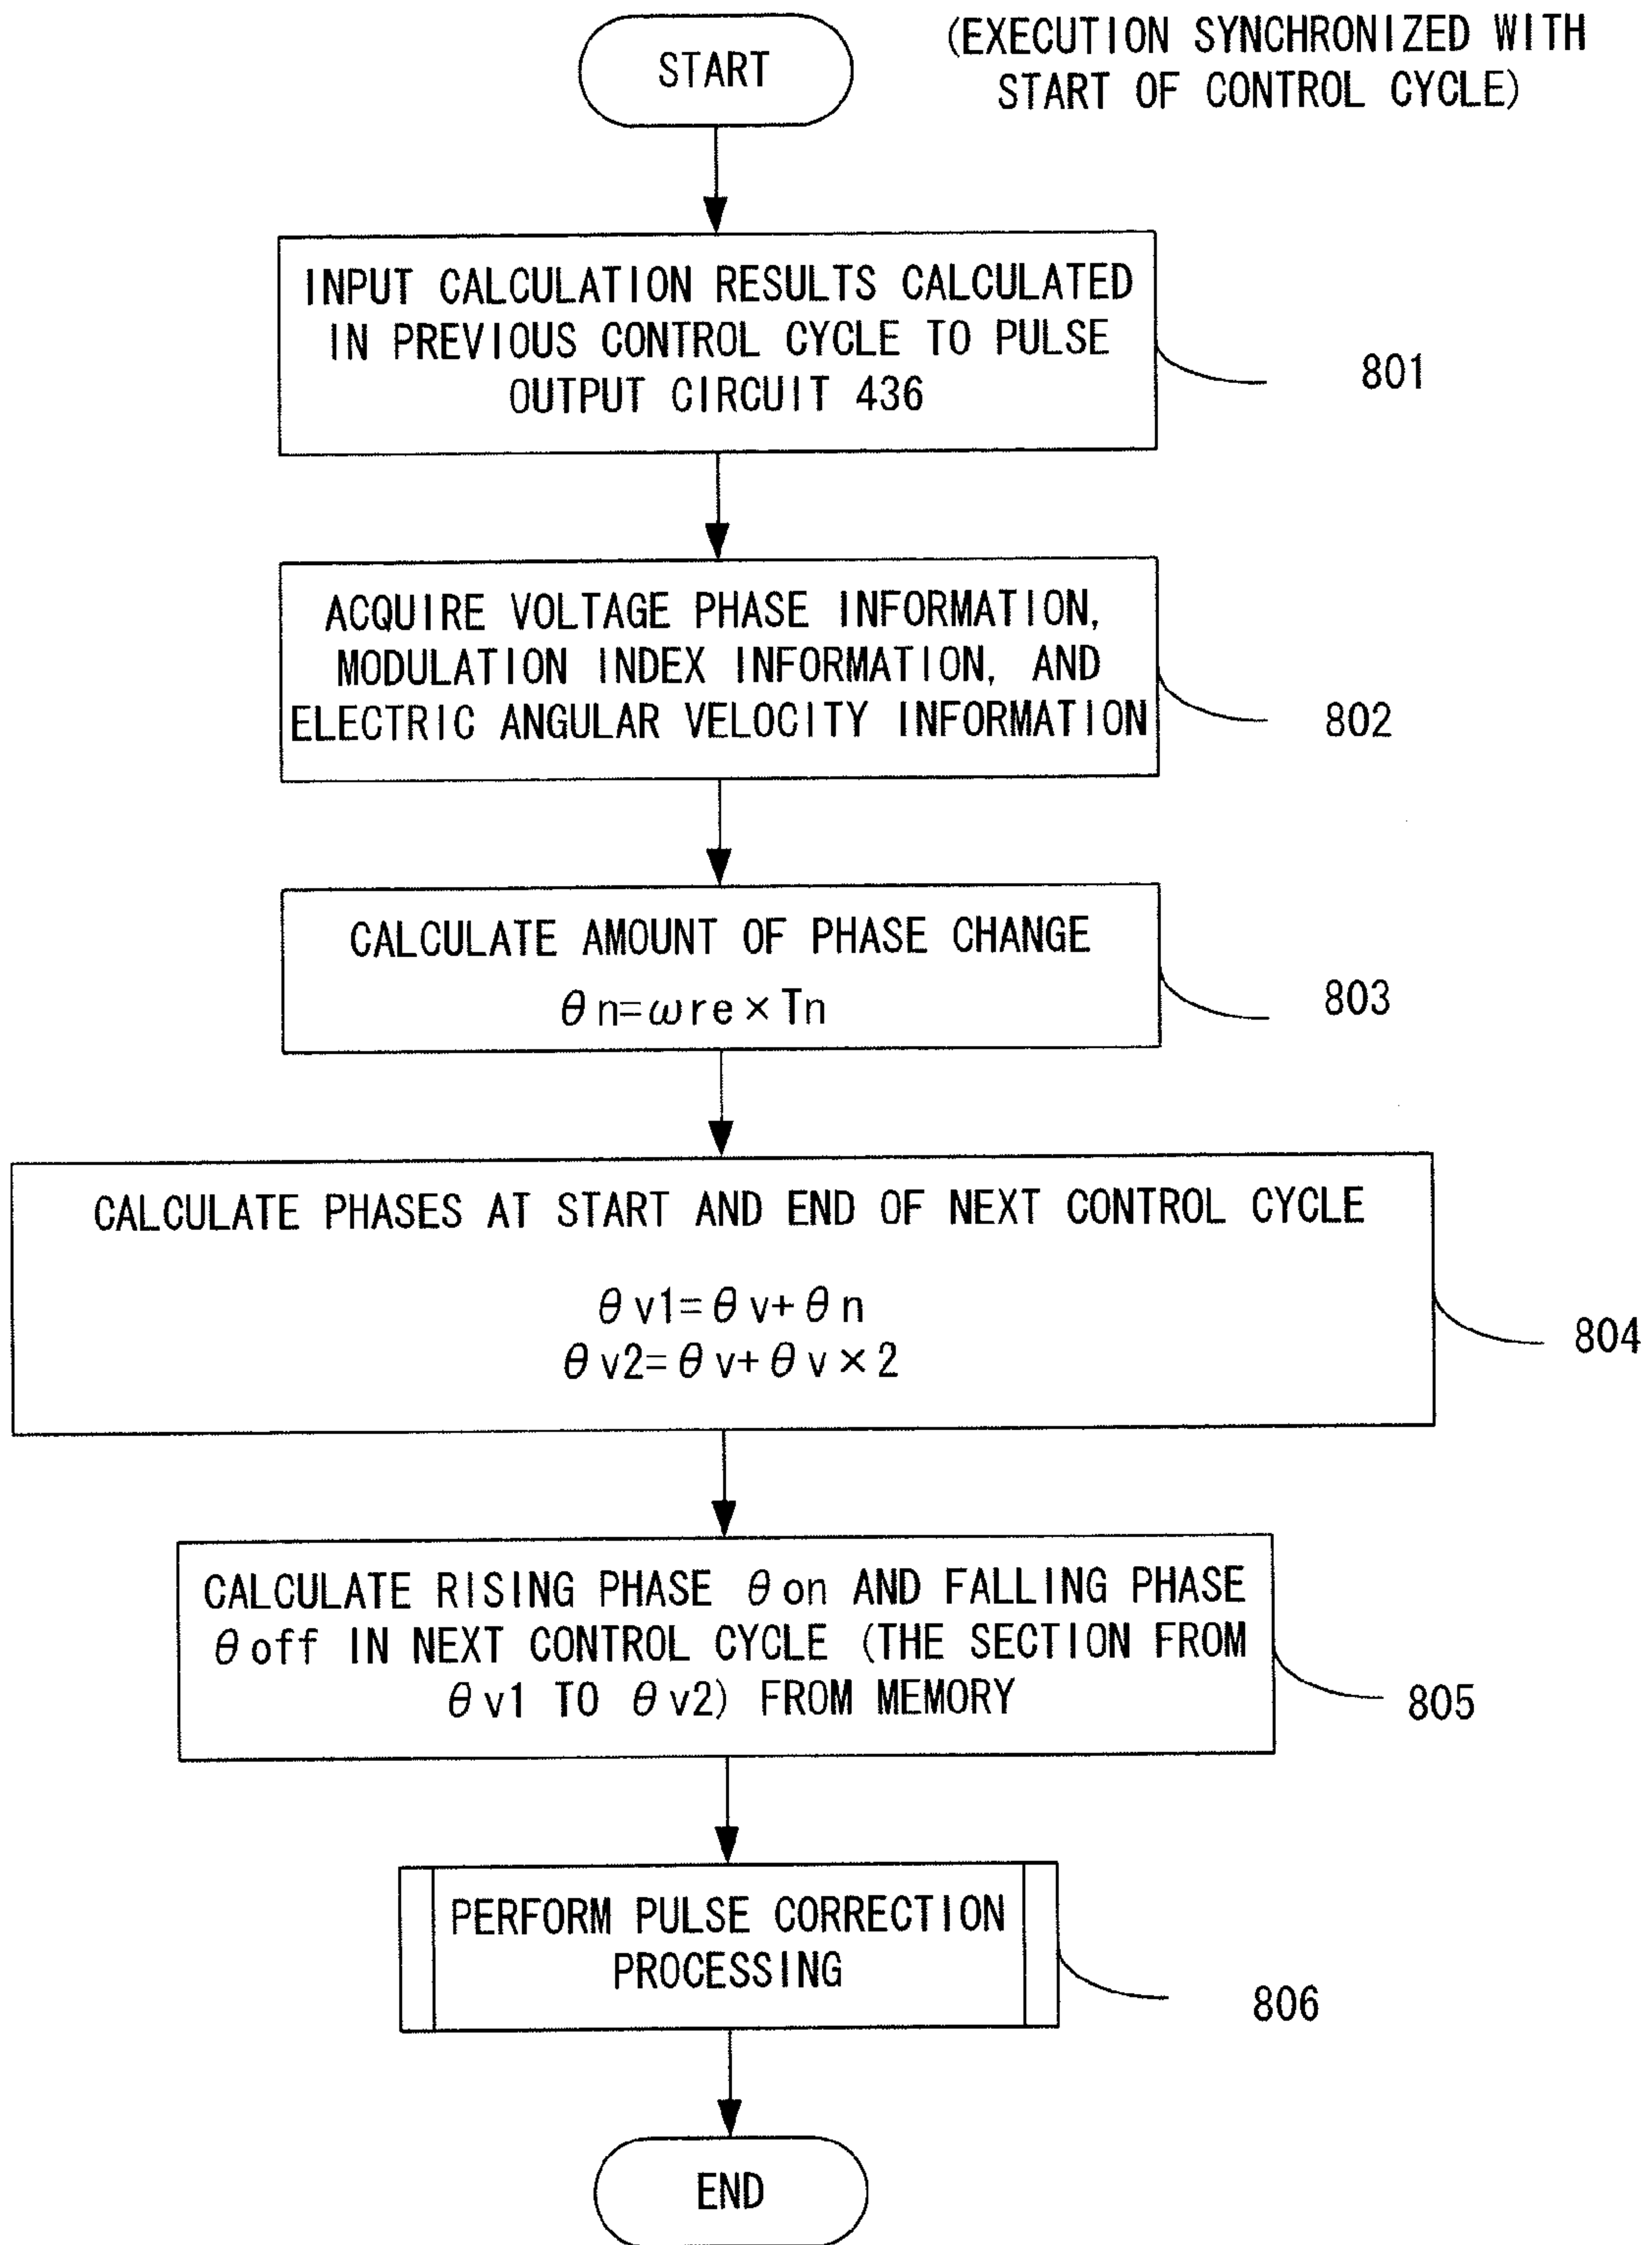 START
(EXECUTION SYNCHRONIZED WITH
START OF CONTROL CYCLE)
INPUT CALCULATION RESULTS CALCULATED
IN PREVIOUS CONTROL CYCLE TO PULSE
OUTPUT CIRCUIT 436
801
ACQUIRE VOLTAGE PHASE INFORMATION,
MODULATION INDEX INFORMATION, AND
ELECTRIC ANGULAR VELOCITY INFORMATION
802
CALCULATE AMOUNT OF PHASE CHANGE
θn=ωre×Tn
803
CALCULATE PHASES AT START AND END OF NEXT CONTROL CYCLE
θv1=θv+θn
θv2=θv+θv×2
804
CALCULATE RISING PHASE θon AND FALLING PHASE
θoff IN NEXT CONTROL CYCLE (THE SECTION FROM
θv1 TO θv2) FROM MEMORY
805
PERFORM PULSE CORRECTION
PROCESSING
806
END